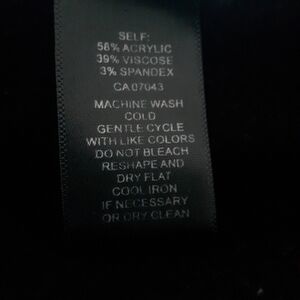 SELF:
58% ACRYLIC
39% VISCOSE
3% SPANDEX
CA 07043
MACHINE WASH
COLD
GENTLE CYCLE
WITH LIKE COLORS
DO NOT BLEACH
RESHAPE AND
DRY FLAT
COOL IRON
IF NECESSARY
OR DRY CLEAN